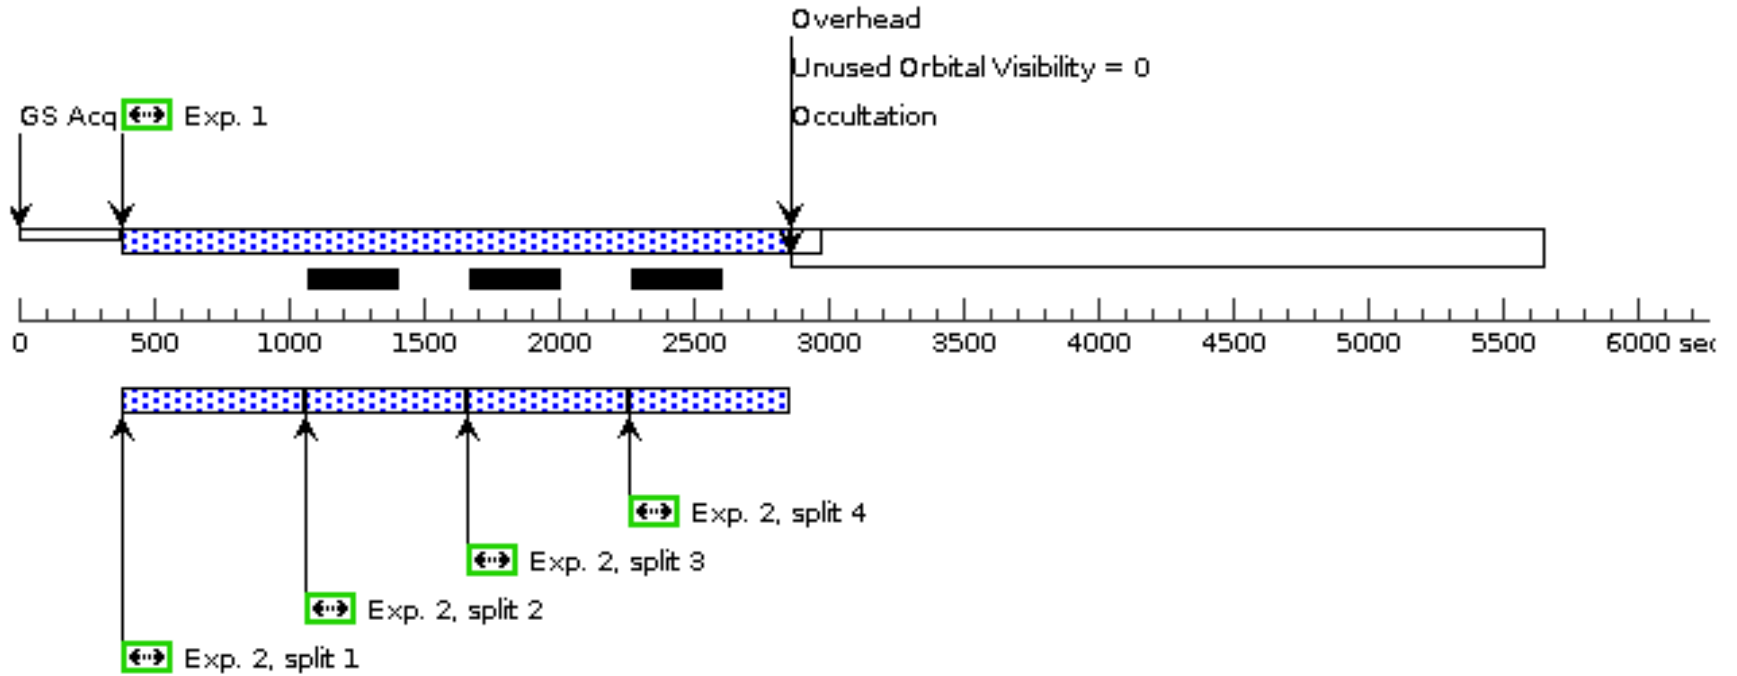 Overhead
Unused Orbital Visibility = 0
GS Acq Exp. 1 Occultation
0 500 1000 1500 2000 2500 3000 3500 4000 4500 5000 5500 6000
Exp. 2, split 4
Exp. 2, split 3
Exp. 2, split 2
Exp. 2, split 1